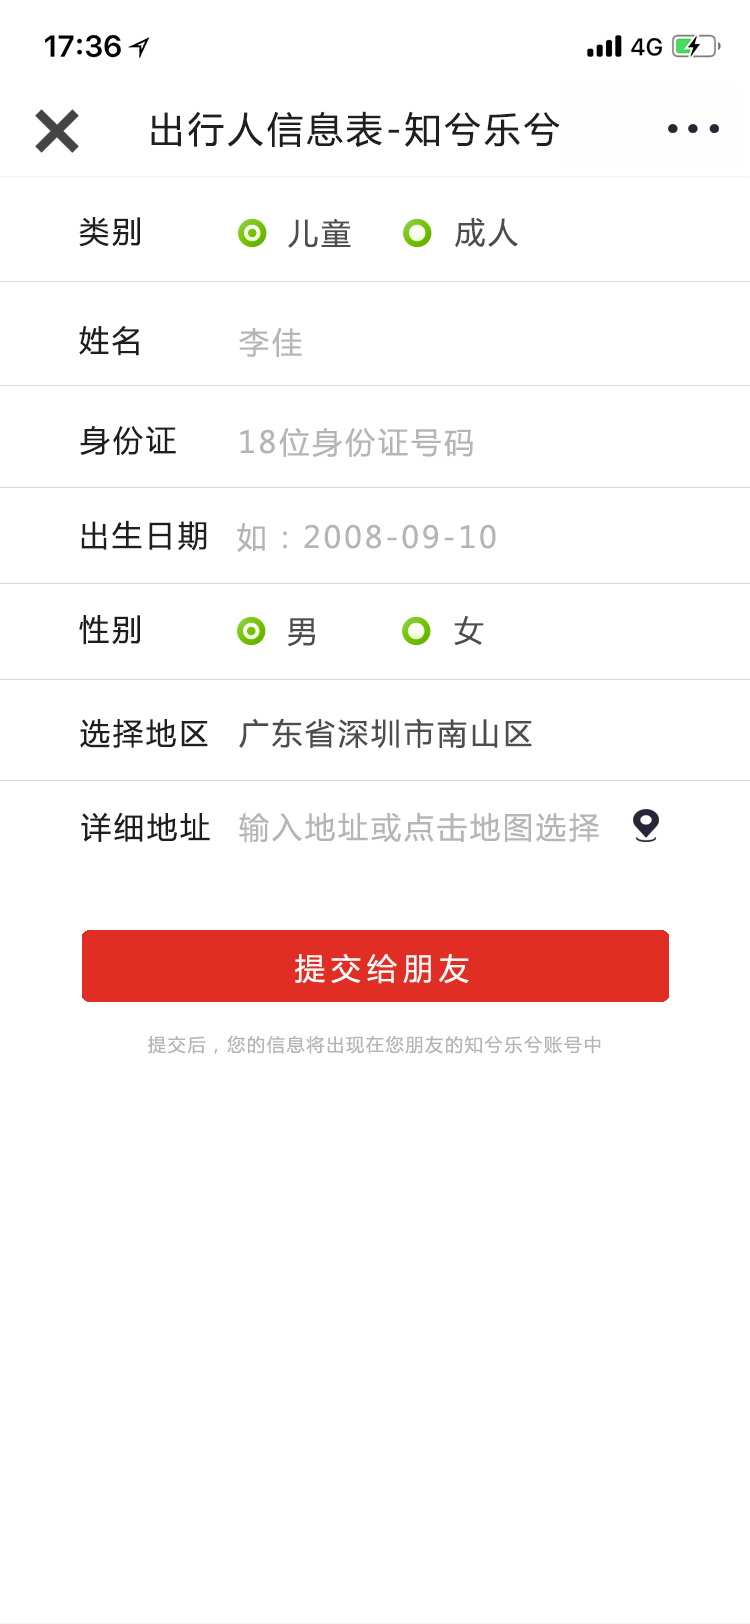 17:36 4G
出行人信息表-知兮乐兮
类别 儿童 成人
姓名 李佳
身份证 18位身份证号码
出生日期 如：2008-09-10
性别 男 女
选择地区 广东省深圳市南山区
详细地址 输入地址或点击地图选择
提交给朋友
提交后，您的信息将出现在您朋友的知兮乐兮账号中